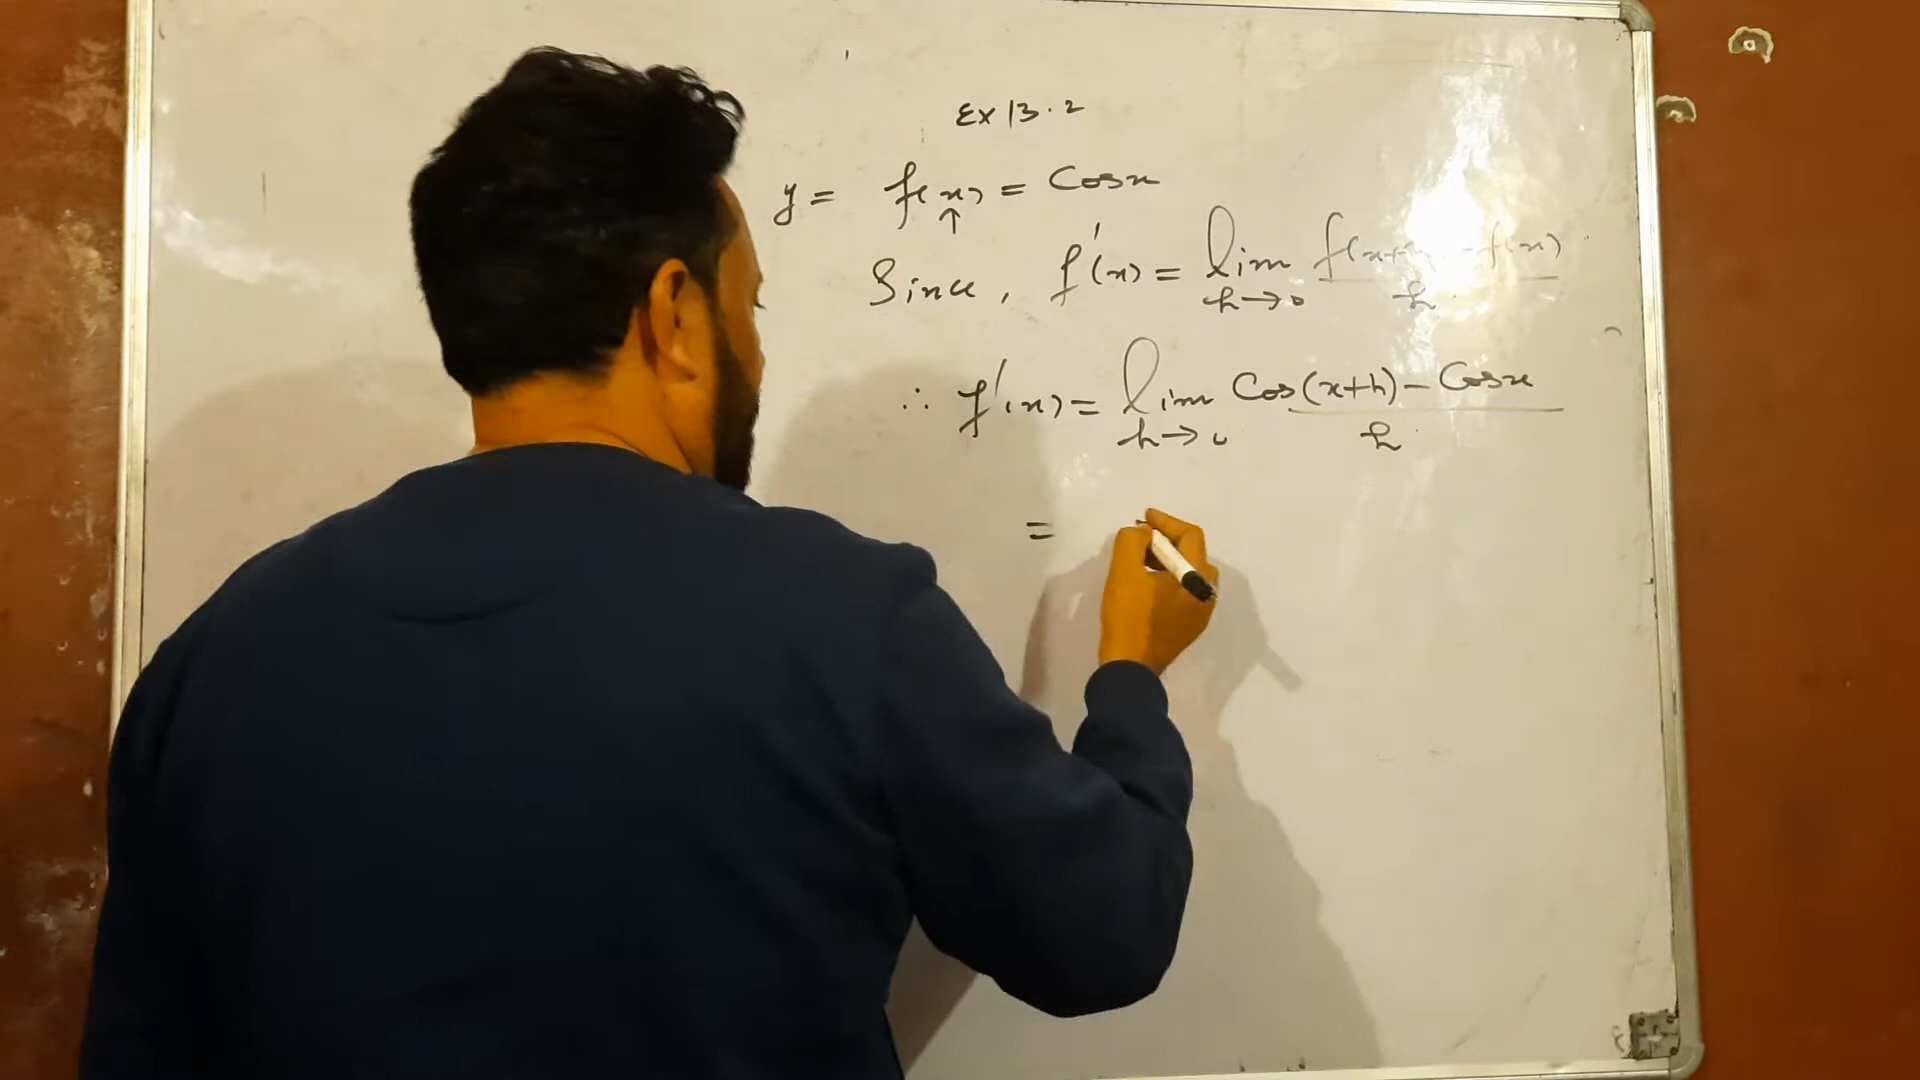 Ex 13.2
y = f(x) = Cosx
↑
Since, f'(x) = lim f(x+h) - f(x)
h→0 h
∴ f'(x) = lim Cos(x+h) - Cosx
h→0 h
=